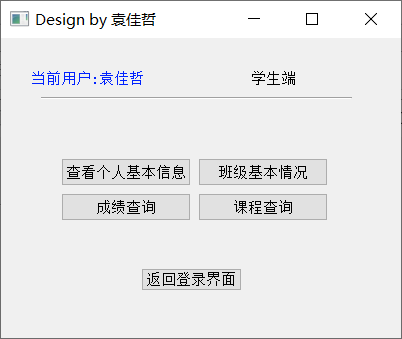 Design by 袁佳哲
当前用户:袁佳哲 学生端
查看个人基本信息 班级基本情况
成绩查询 课程查询
返回登录界面